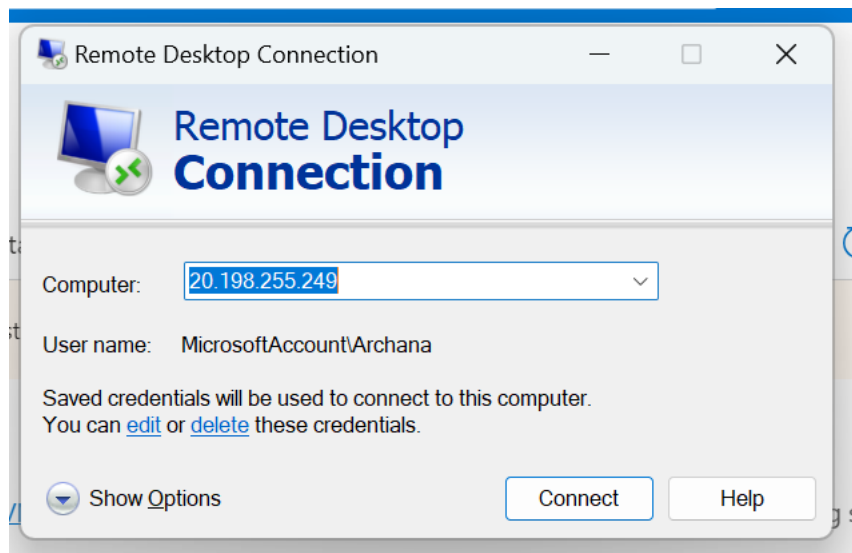 Remote Desktop Connection
Remote Desktop
Connection
Computer: 20.198.255.249
User name: MicrosoftAccount\Archana
Saved credentials will be used to connect to this computer.
You can edit or delete these credentials.
Show Options Connect Help